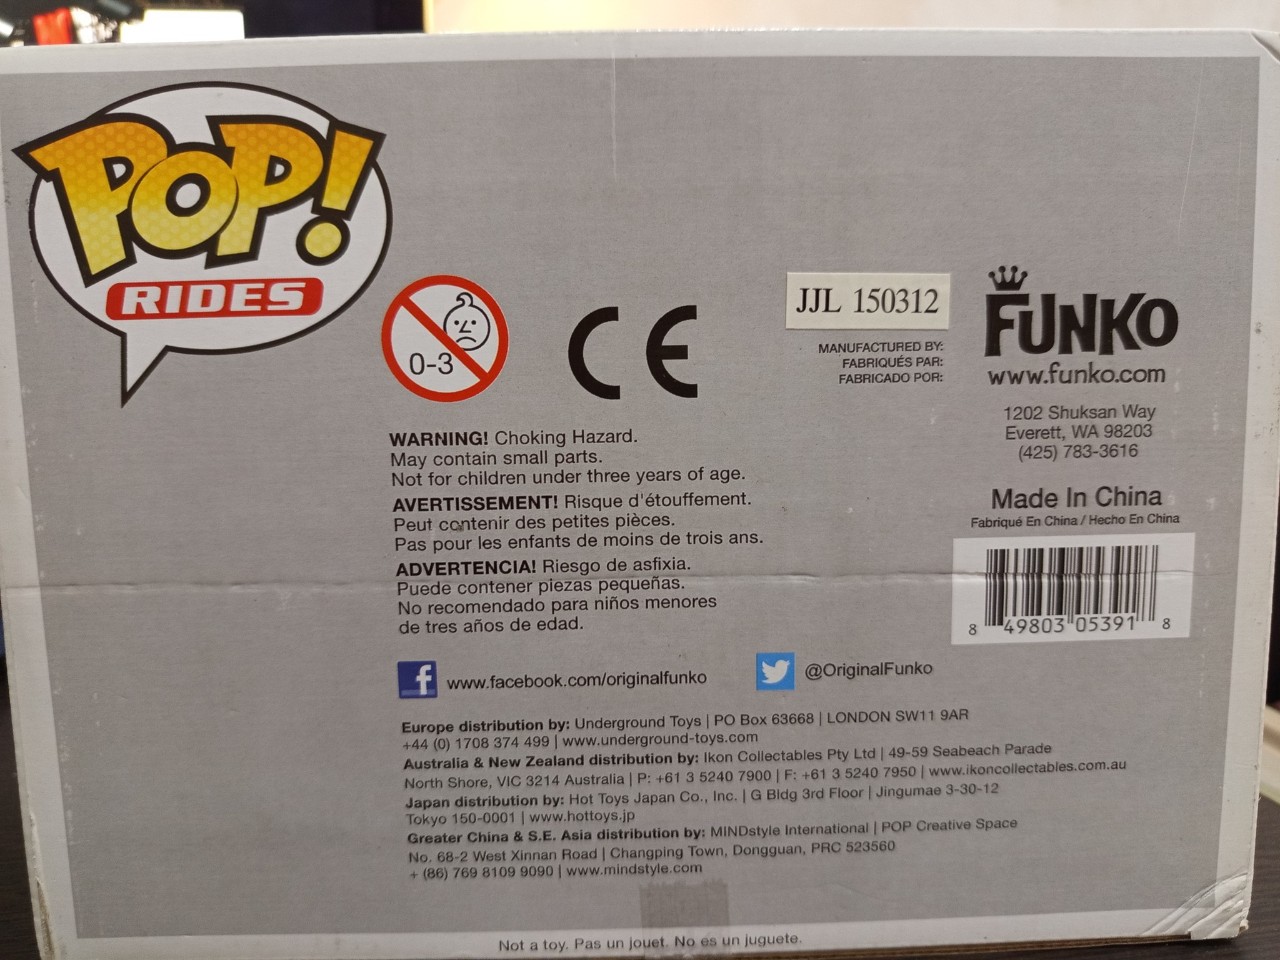 POP!
RIDES
0-3
CE
JJL 150312
MANUFACTURED BY:
FABRIQUÉS PAR:
FABRICADO POR:
FUNKO
www.funko.com
1202 Shuksan Way
Everett, WA 98203
(425) 783-3616
Made In China
Fabriqué En China / Hecho En China
8 49803 05391 8
WARNING! Choking Hazard.
May contain small parts.
Not for children under three years of age.
AVERTISSEMENT! Risque d'étouffement.
Peut contenir des petites pièces.
Pas pour les enfants de moins de trois ans.
ADVERTENCIA! Riesgo de asfixia.
Puede contener piezas pequeñas.
No recomendado para niños menores
de tres años de edad.
f www.facebook.com/originalfunko
@OriginalFunko
Europe distribution by: Underground Toys | PO Box 63668 | LONDON SW11 9AR
+44 (0) 1708 374 499 | www.underground-toys.com
Australia & New Zealand distribution by: Ikon Collectables Pty Ltd | 49-59 Seabeach Parade
North Shore, VIC 3214 Australia | P: +61 3 5240 7900 | F: +61 3 5240 7950 | www.ikoncollectables.com.au
Japan distribution by: Hot Toys Japan Co., Inc. | G Bldg 3rd Floor | Jingumae 3-30-12
Tokyo 150-0001 | www.hottoys.jp
Greater China & S.E. Asia distribution by: MINDstyle International | POP Creative Space
No. 68-2 West Xinnan Road | Changping Town, Dongguan, PRC 523560
+ (86) 769 8109 9090 | www.mindstyle.com
Not a toy. Pas un jouet. No es un juguete.